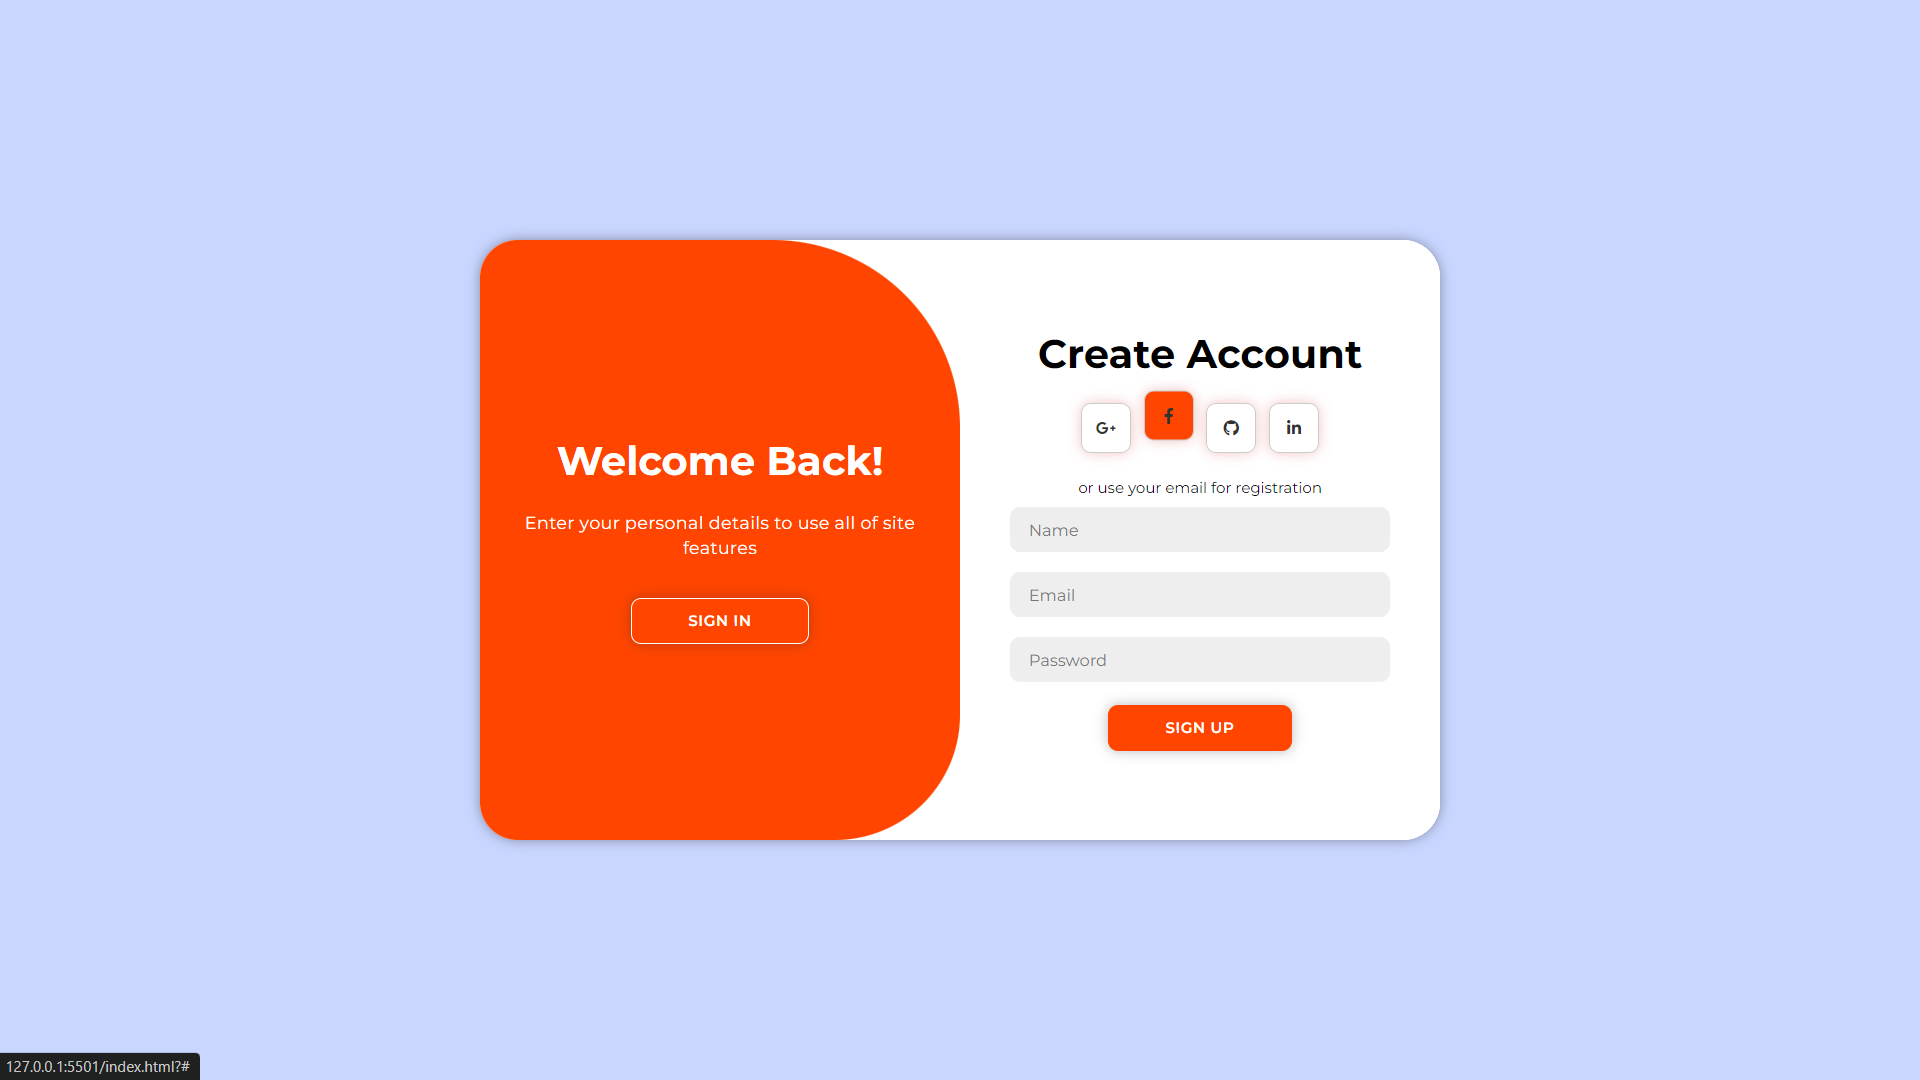 Welcome Back!
Enter your personal details to use all of site
features
SIGN IN
Create Account
G+
f
in
or use your email for registration
Name
Email
Password
SIGN UP
127.0.0.1:5501/index.html?#